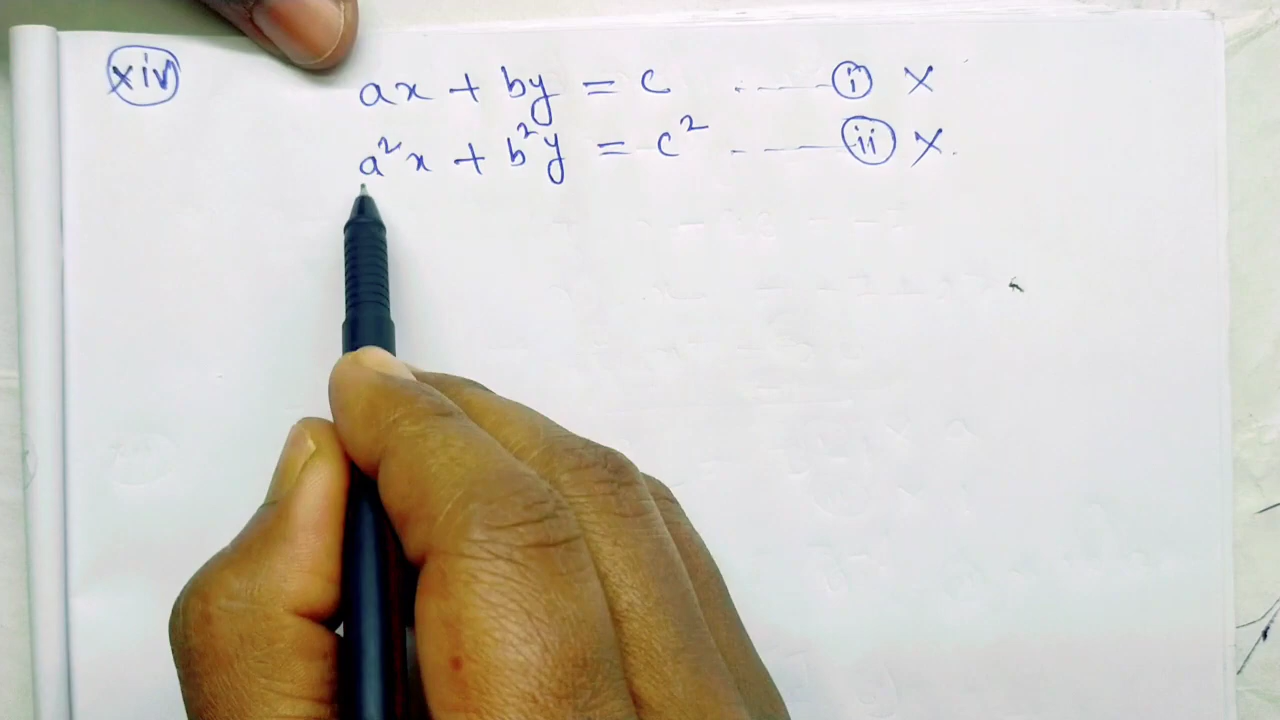 xiv ax + by = c ........ i ×
a²x + b²y = c² ........ ii ×